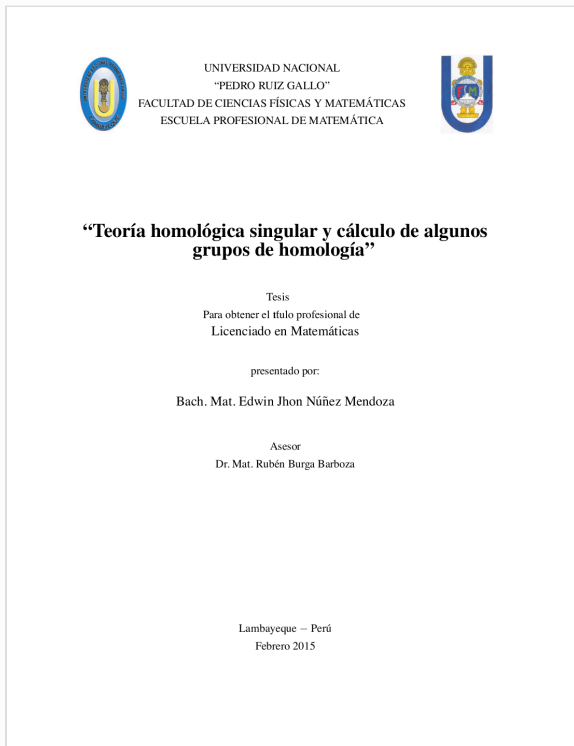 UNIVERSIDAD NACIONAL
“PEDRO RUIZ GALLO”
FACULTAD DE CIENCIAS FÍSICAS Y MATEMÁTICAS
ESCUELA PROFESIONAL DE MATEMÁTICA
“Teoría homológica singular y cálculo de algunos
grupos de homología”
Tesis
Para obtener el tfulo profesional de
Licenciado en Matemáticas
presentado por:
Bach. Mat. Edwin Jhon Núñez Mendoza
Asesor
Dr. Mat. Rubén Burga Barboza
Lambayeque – Perú
Febrero 2015